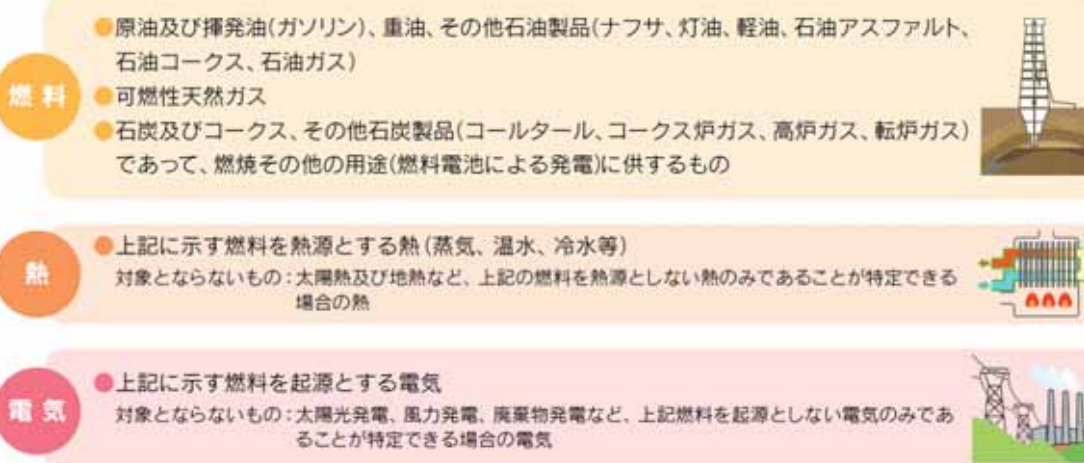 燃料
●原油及び揮発油(ガソリン)、重油、その他石油製品(ナフサ、灯油、軽油、石油アスファルト、
石油コークス、石油ガス)
●可燃性天然ガス
●石炭及びコークス、その他石炭製品(コールタール、コークス炉ガス、高炉ガス、転炉ガス)
であって、燃焼その他の用途(燃料電池による発電)に供するもの
熱
●上記に示す燃料を熱源とする熱(蒸気、温水、冷水等)
対象とならないもの:太陽熱及び地熱など、上記の燃料を熱源としない熱のみであることが特定できる
場合の熱
電気
●上記に示す燃料を起源とする電気
対象とならないもの:太陽光発電、風力発電、廃棄物発電など、上記燃料を起源としない電気のみであ
ることが特定できる場合の電気